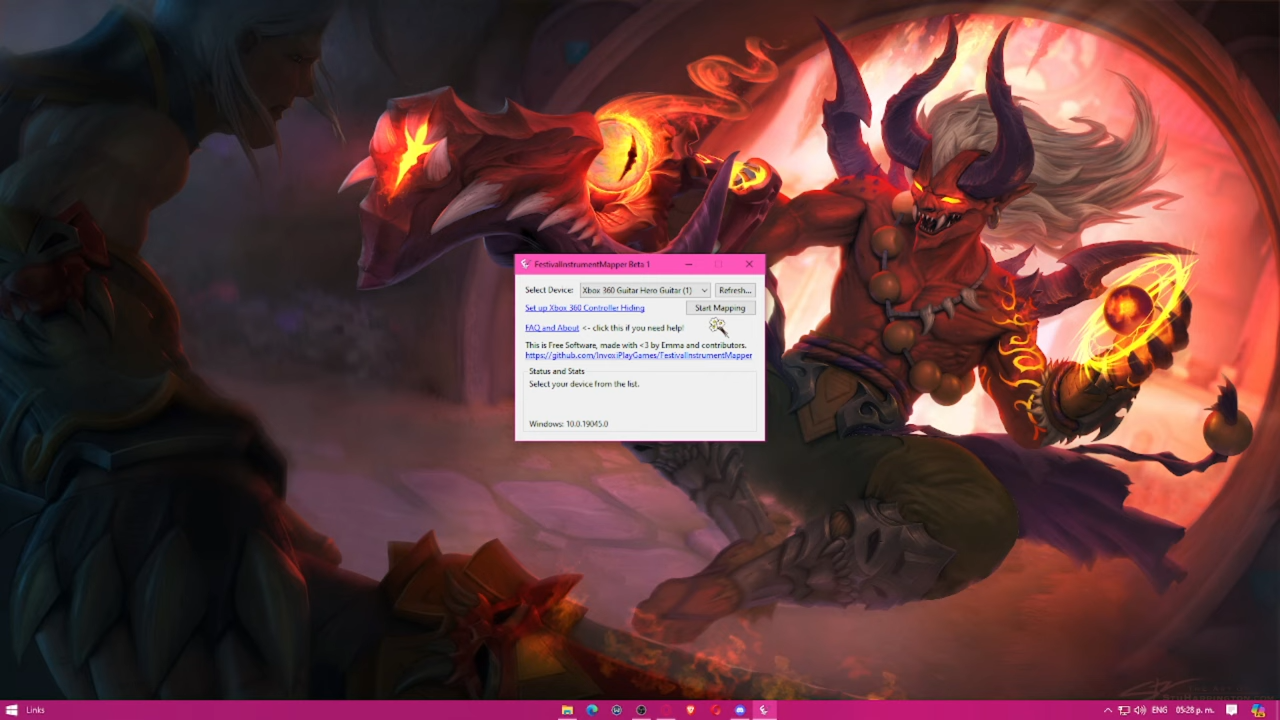 FestivalInstrumentMapper Beta 1
Select Device: Xbox 360 Guitar Hero Guitar (1) Refresh...
Set up Xbox 360 Controller Hiding Start Mapping
FAQ and About <- click this if you need help!
This is Free Software, made with <3 by Emma and contributors.
https://github.com/InvoxiPlayGames/FestivalInstrumentMapper
Status and Stats
Select your device from the list.
Windows: 10.0.19045.0
Links ENG 05:28 p. m.